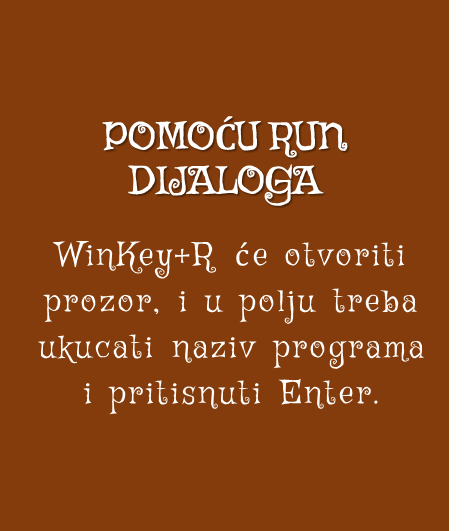 POMOĆU RUN
DIJALOGA
WinKey+R će otvoriti
prozor, i u polju treba
ukucati naziv programa
i pritisnuti Enter.